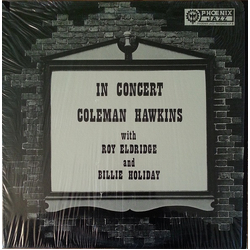 PHOENIX
JAZZ
IN CONCERT
COLEMAN HAWKINS
with
ROY ELDRIDGE
and
BILLIE HOLIDAY